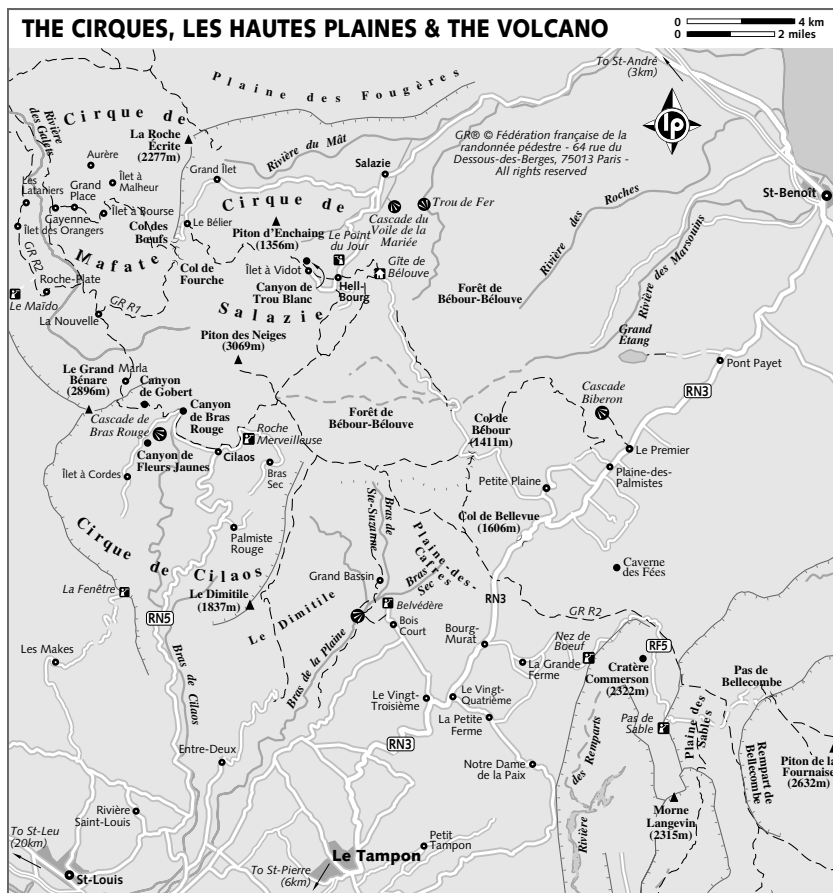 THE CIRQUES, LES HAUTES PLAINES & THE VOLCANO
0 4 km
0 2 miles
To St-André
(3km)
Plaine des Fougères
Cirque de
Rivière
des Galets
La Roche
Écrite
(2277m)
Rivière du Mât
lp
GR® © Fédération française de la
randonnée pédestre - 64 rue du
Dessous-des-Berges, 75013 Paris -
All rights reserved
Salazie
Grand Îlet
Aurère
Îlet à
Malheur
Les
Lataniers
Grand
Place
Cayenne
Îlet à Bourse
Îlet des Orangers
Col des
Bœufs
Le Bélier
Cirque de
Piton d'Enchaing
(1356m)
Cascade du
Voile de la
Mariée
Trou de Fer
Rivière des Roches
St-Benoît
Rivière des Marsouins
Le Point
du Jour
Gîte de
Bélouve
Mafate
GR R2
Col de
Fourche
Îlet à Vidot
Canyon de
Trou Blanc
Hell-
Bourg
Forêt de
Bébour-Bélouve
Roche-Plate
Le Maïdo
GR R1
La Nouvelle
Salazie
Grand
Étang
Pont Payet
Piton des Neiges
(3069m)
Le Grand
Bénare
(2896m)
Marla
Canyon
de Gobert
RN3
Cascade
Biberon
Canyon
de Bras
Rouge
Cascade de
Bras Rouge
Roche
Merveilleuse
Forêt de
Bébour-Bélouve
Col de
Bébour
(1411m)
Le Premier
Canyon de
Fleurs Jaunes
Cilaos
Bras
Sec
Îlet à Cordes
Petite Plaine
Plaine-des-
Palmistes
Bras de
Ste-Suzanne
Cirque de Cilaos
Palmiste
Rouge
Col de Bellevue
(1606m)
Plaine-des-
Cafres
Bras
Sec
Grand Bassin
Caverne
des Fées
La Fenêtre
Le Dimitile
(1837m)
RN5
Le Dimitile
Belvédère
Bois
Court
RN3
GR R2
Bourg-
Murat
Nez de
Boeuf
RF5
Les Makes
Bras de la Plaine
La Grande
Ferme
Cratère
Commerson
(2322m)
Pas de
Bellecombe
Bras de
Cilaos
Le Vingt-
Troisième
Le Vingt-
Quatrième
La Petite
Ferme
Pas de
Sable
Plaine des
Sables
Rempart de
Bellecombe
Piton de la
Fournaise
(2632m)
RN3
Entre-Deux
Notre Dame
de la Paix
Rivière des Remparts
Morne
Langevin
(2315m)
Rivière
Saint-Louis
To St-Leu
(20km)
St-Louis
To St-Pierre
(6km)
Le Tampon
Petit
Tampon